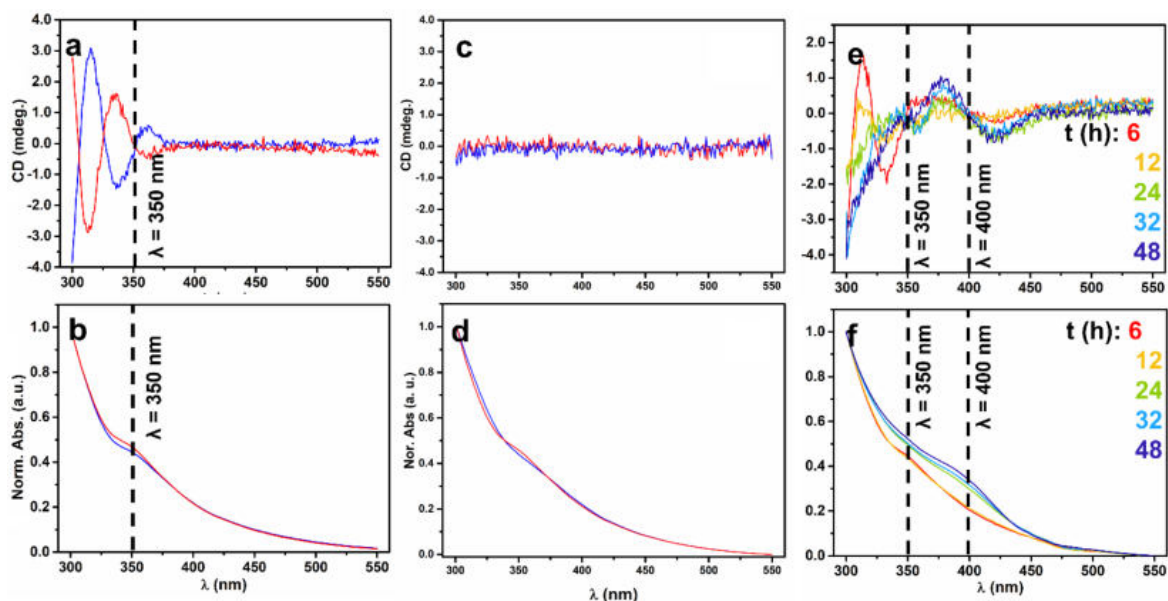 a
4.0
3.0
2.0
1.0
0.0
-1.0
-2.0
-3.0
-4.0
CD (mdeg.)
λ = 350 nm
300 350 400 450 500 550
c
4.0
3.0
2.0
1.0
0.0
-1.0
-2.0
-3.0
-4.0
CD (mdeg.)
300 350 400 450 500 550
e
2.0
1.0
0.0
-1.0
-2.0
-3.0
-4.0
CD (mdeg.)
t (h): 6
12
24
32
48
λ = 350 nm
λ = 400 nm
300 350 400 450 500 550
b
1.0
0.8
0.6
0.4
0.2
0.0
Norm. Abs. (a.u.)
λ = 350 nm
300 350 400 450 500 550
λ (nm)
d
1.0
0.8
0.6
0.4
0.2
0.0
Nor. Abs (a. u.)
300 350 400 450 500 550
λ (nm)
f
1.0
0.8
0.6
0.4
0.2
0.0
Norm. Abs. (a.u.)
t (h): 6
12
24
32
48
λ = 350 nm
λ = 400 nm
300 350 400 450 500 550
λ (nm)